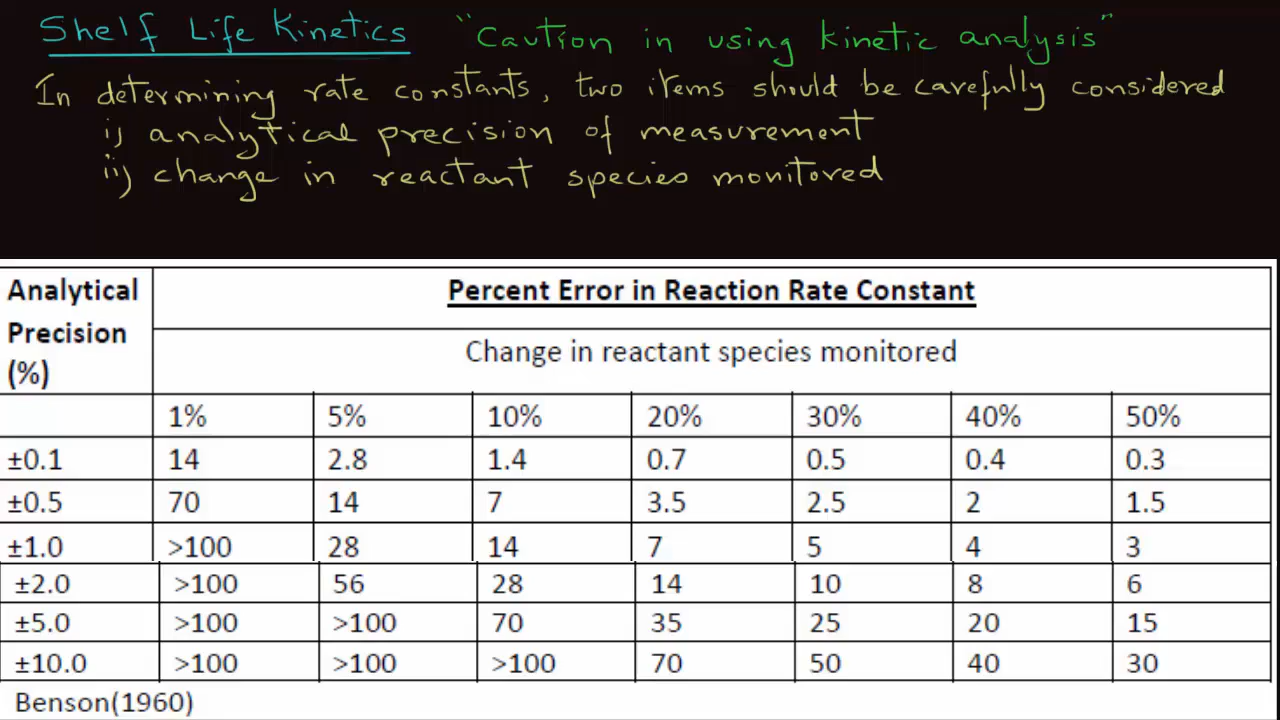 Shelf Life Kinetics "Caution in using kinetic analysis"
In determining rate constants, two items should be carefully considered
i) analytical precision of measurement
ii) change in reactant species monitored
Analytical Precision (%) Percent Error in Reaction Rate Constant
Change in reactant species monitored
1% 5% 10% 20% 30% 40% 50%
±0.1 14 2.8 1.4 0.7 0.5 0.4 0.3
±0.5 70 14 7 3.5 2.5 2 1.5
±1.0 >100 28 14 7 5 4 3
±2.0 >100 56 28 14 10 8 6
±5.0 >100 >100 70 35 25 20 15
±10.0 >100 >100 >100 70 50 40 30
Benson(1960)